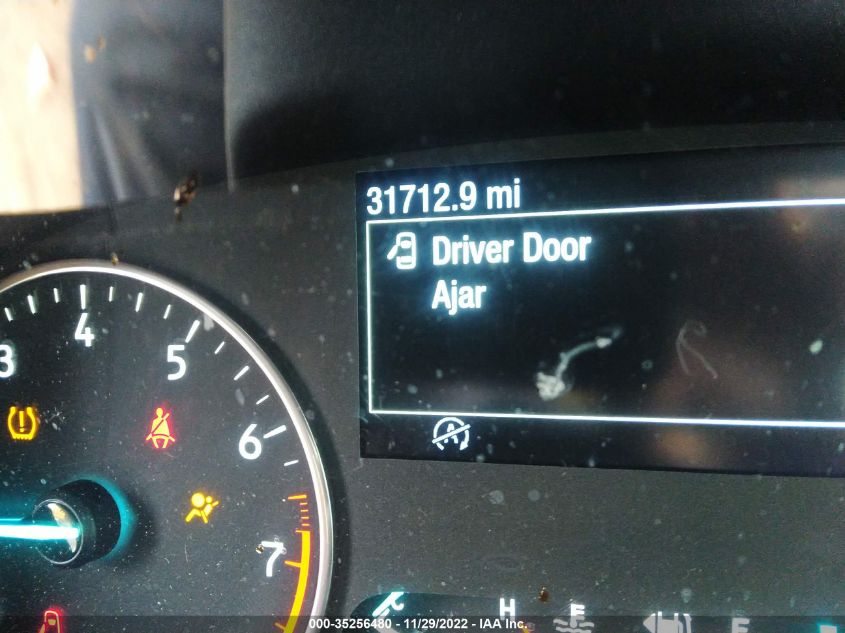 31712.9 mi
Driver Door
Ajar
3
4
5
6
7
A
H
F
E
000-35256480 - 11/29/2022 - IAA Inc.